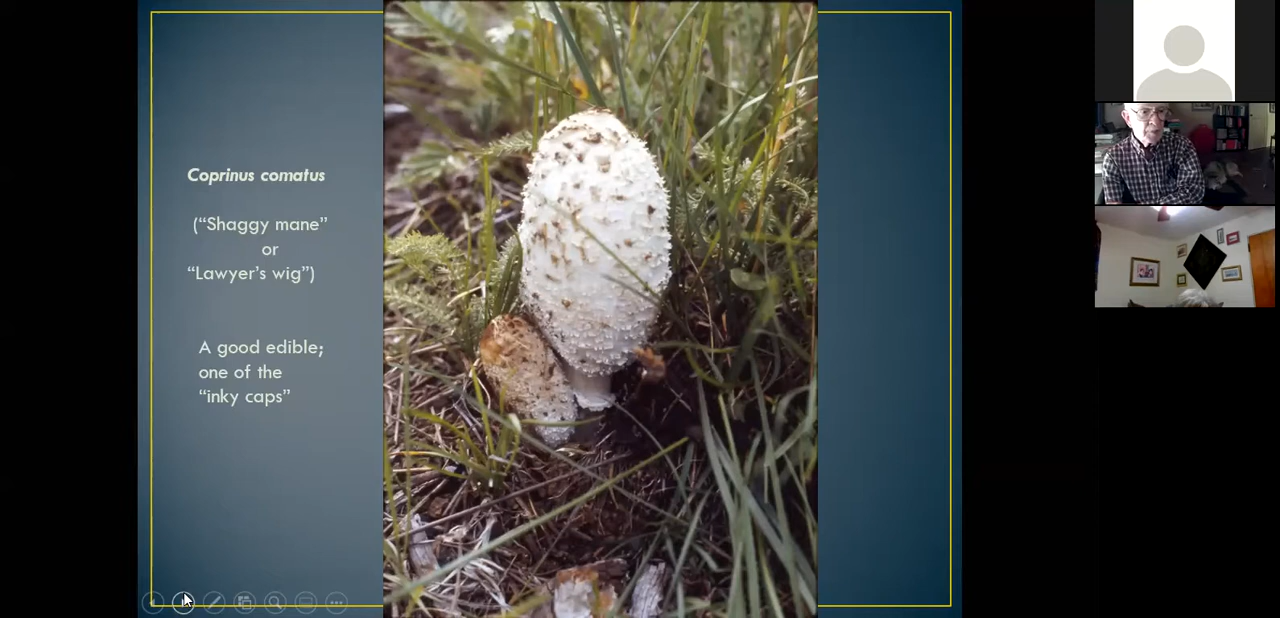 Coprinus comatus
(“Shaggy mane”
or
“Lawyer’s wig”)
A good edible;
one of the
“inky caps”